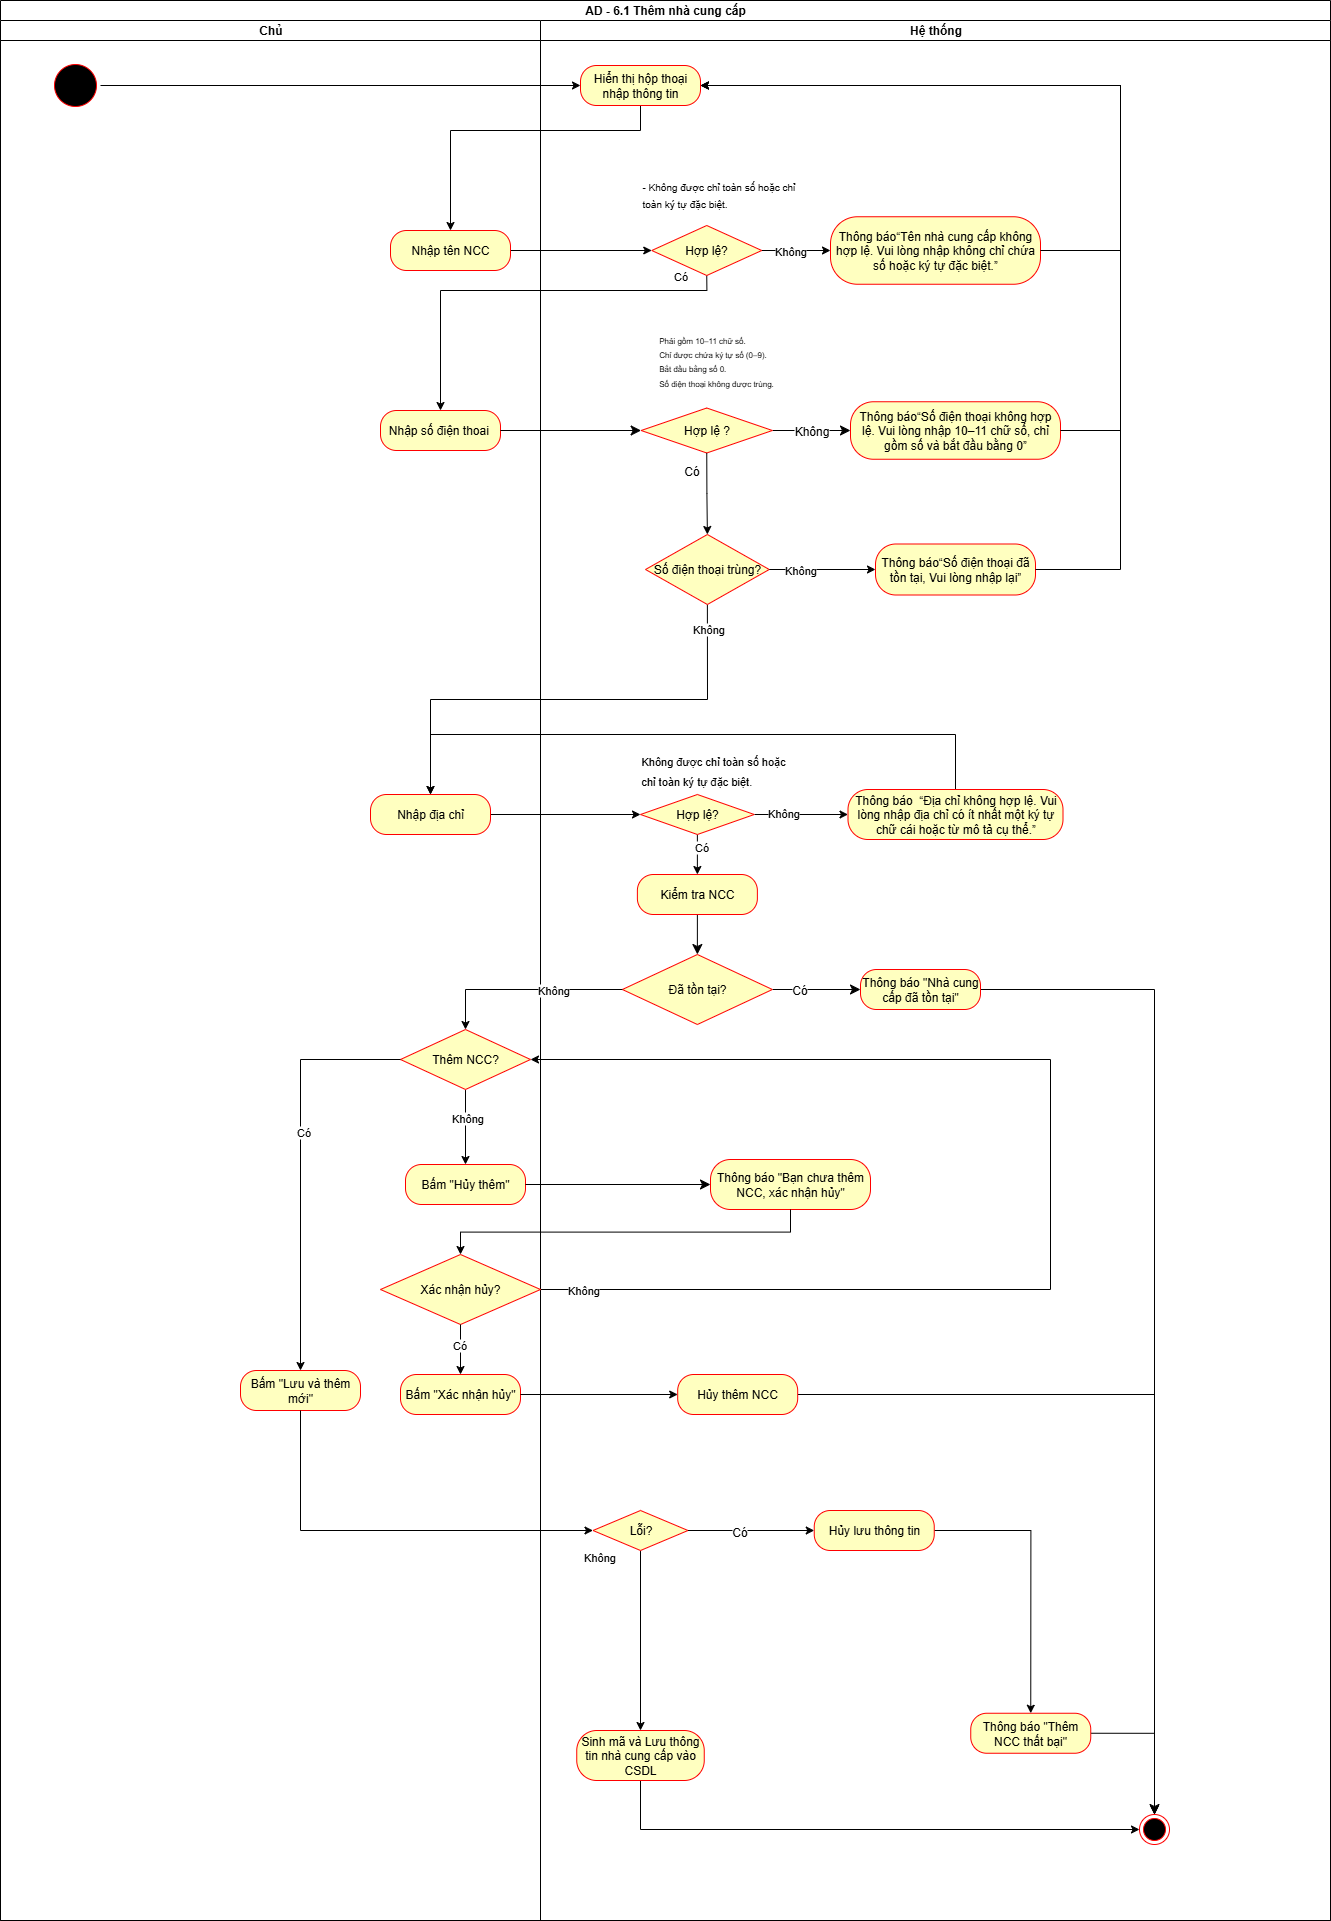 AD - 6.1 Thêm nhà cung cấp
Chủ
Hệ thống
Hiển thị hộp thoại
nhập thông tin
- Không được chỉ toàn số hoặc chỉ
toàn ký tự đặc biệt.
Nhập tên NCC
Hợp lệ?
Không
Thông báo“Tên nhà cung cấp không
hợp lệ. Vui lòng nhập không chỉ chứa
số hoặc ký tự đặc biệt.”
Có
Phải gồm 10–11 chữ số.
Chỉ được chứa ký tự số (0–9).
Bắt đầu bằng số 0.
Số điện thoại không được trùng.
Nhập số điện thoai
Hợp lệ ?
Không
Thông báo“Số điện thoại không hợp
lệ. Vui lòng nhập 10–11 chữ số, chỉ
gồm số và bắt đầu bằng 0”
Có
Số điện thoại trùng?
Không
Thông báo“Số điện thoại đã
tồn tại, Vui lòng nhập lại”
Không
Không được chỉ toàn số hoặc
chỉ toàn ký tự đặc biệt.
Nhập địa chỉ
Hợp lệ?
Không
Thông báo “Địa chỉ không hợp lệ. Vui
lòng nhập địa chỉ có ít nhất một ký tự
chữ cái hoặc từ mô tả cụ thể.”
Có
Kiểm tra NCC
Đã tồn tại?
Không
Có
Thông báo "Nhà cung
cấp đã tồn tại"
Thêm NCC?
Không
Có
Bấm "Hủy thêm"
Thông báo "Bạn chưa thêm
NCC, xác nhận hủy"
Xác nhận hủy?
Không
Có
Bấm "Lưu và thêm
mới"
Bấm "Xác nhận hủy"
Hủy thêm NCC
Lỗi?
Có
Hủy lưu thông tin
Không
Sinh mã và Lưu thông
tin nhà cung cấp vào
CSDL
Thông báo "Thêm
NCC thất bại"